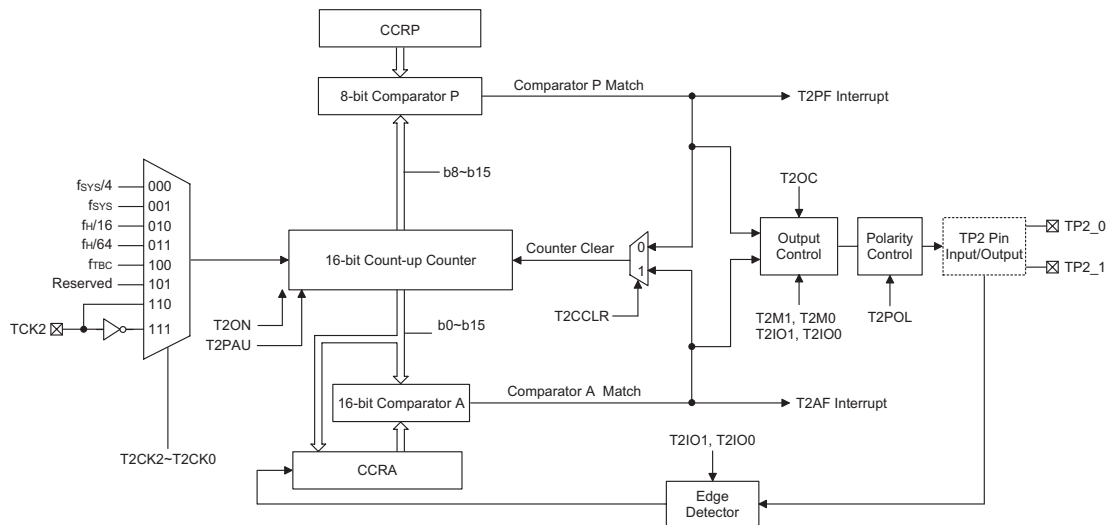 CCRP
8-bit Comparator P
Comparator P Match
T2PF Interrupt
b8~b15
fSYS/4
000
fSYS
001
fH/16
010
fH/64
011
fTBC
100
Reserved
101
110
TCK2
111
16-bit Count-up Counter
Counter Clear
0
1
T2OC
Output
Control
Polarity
Control
TP2 Pin
Input/Output
TP2_0
TP2_1
T2ON
T2PAU
b0~b15
T2CCLR
T2M1, T2M0
T2IO1, T2IO0
T2POL
16-bit Comparator A
Comparator A Match
T2AF Interrupt
T2CK2~T2CK0
CCRA
T2IO1, T2IO0
Edge
Detector